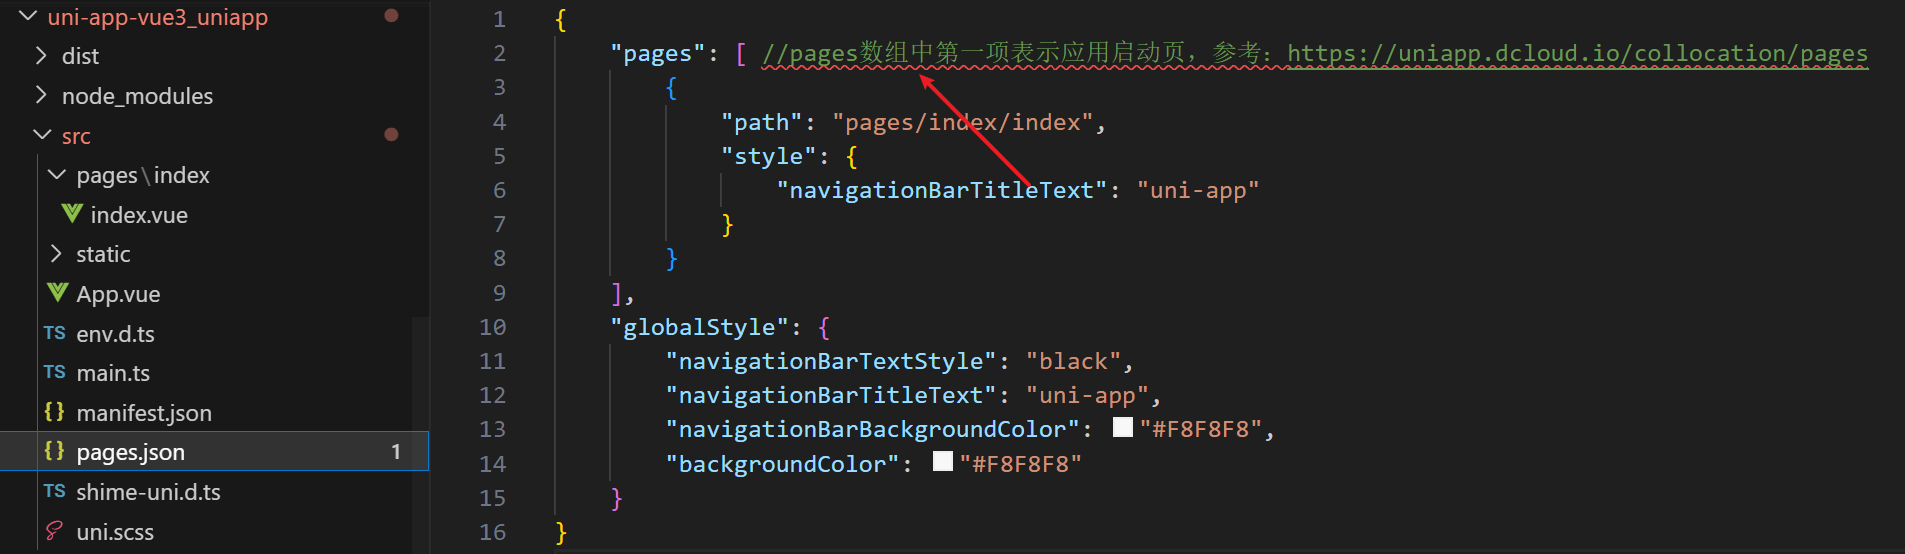 uni-app-vue3_uniapp
dist
node_modules
src
pages\index
index.vue
static
App.vue
TS env.d.ts
TS main.ts
{} manifest.json
{} pages.json 1
TS shime-uni.d.ts
uni.scss
1 {
2 "pages": [ //pages数组中第一项表示应用启动页，参考：https://uniapp.dcloud.io/collocation/pages
3 {
4 "path": "pages/index/index",
5 "style": {
6 "navigationBarTitleText": "uni-app"
7 }
8 }
9 ],
10 "globalStyle": {
11 "navigationBarTextStyle": "black",
12 "navigationBarTitleText": "uni-app",
13 "navigationBarBackgroundColor": "#F8F8F8",
14 "backgroundColor": "#F8F8F8"
15 }
16 }